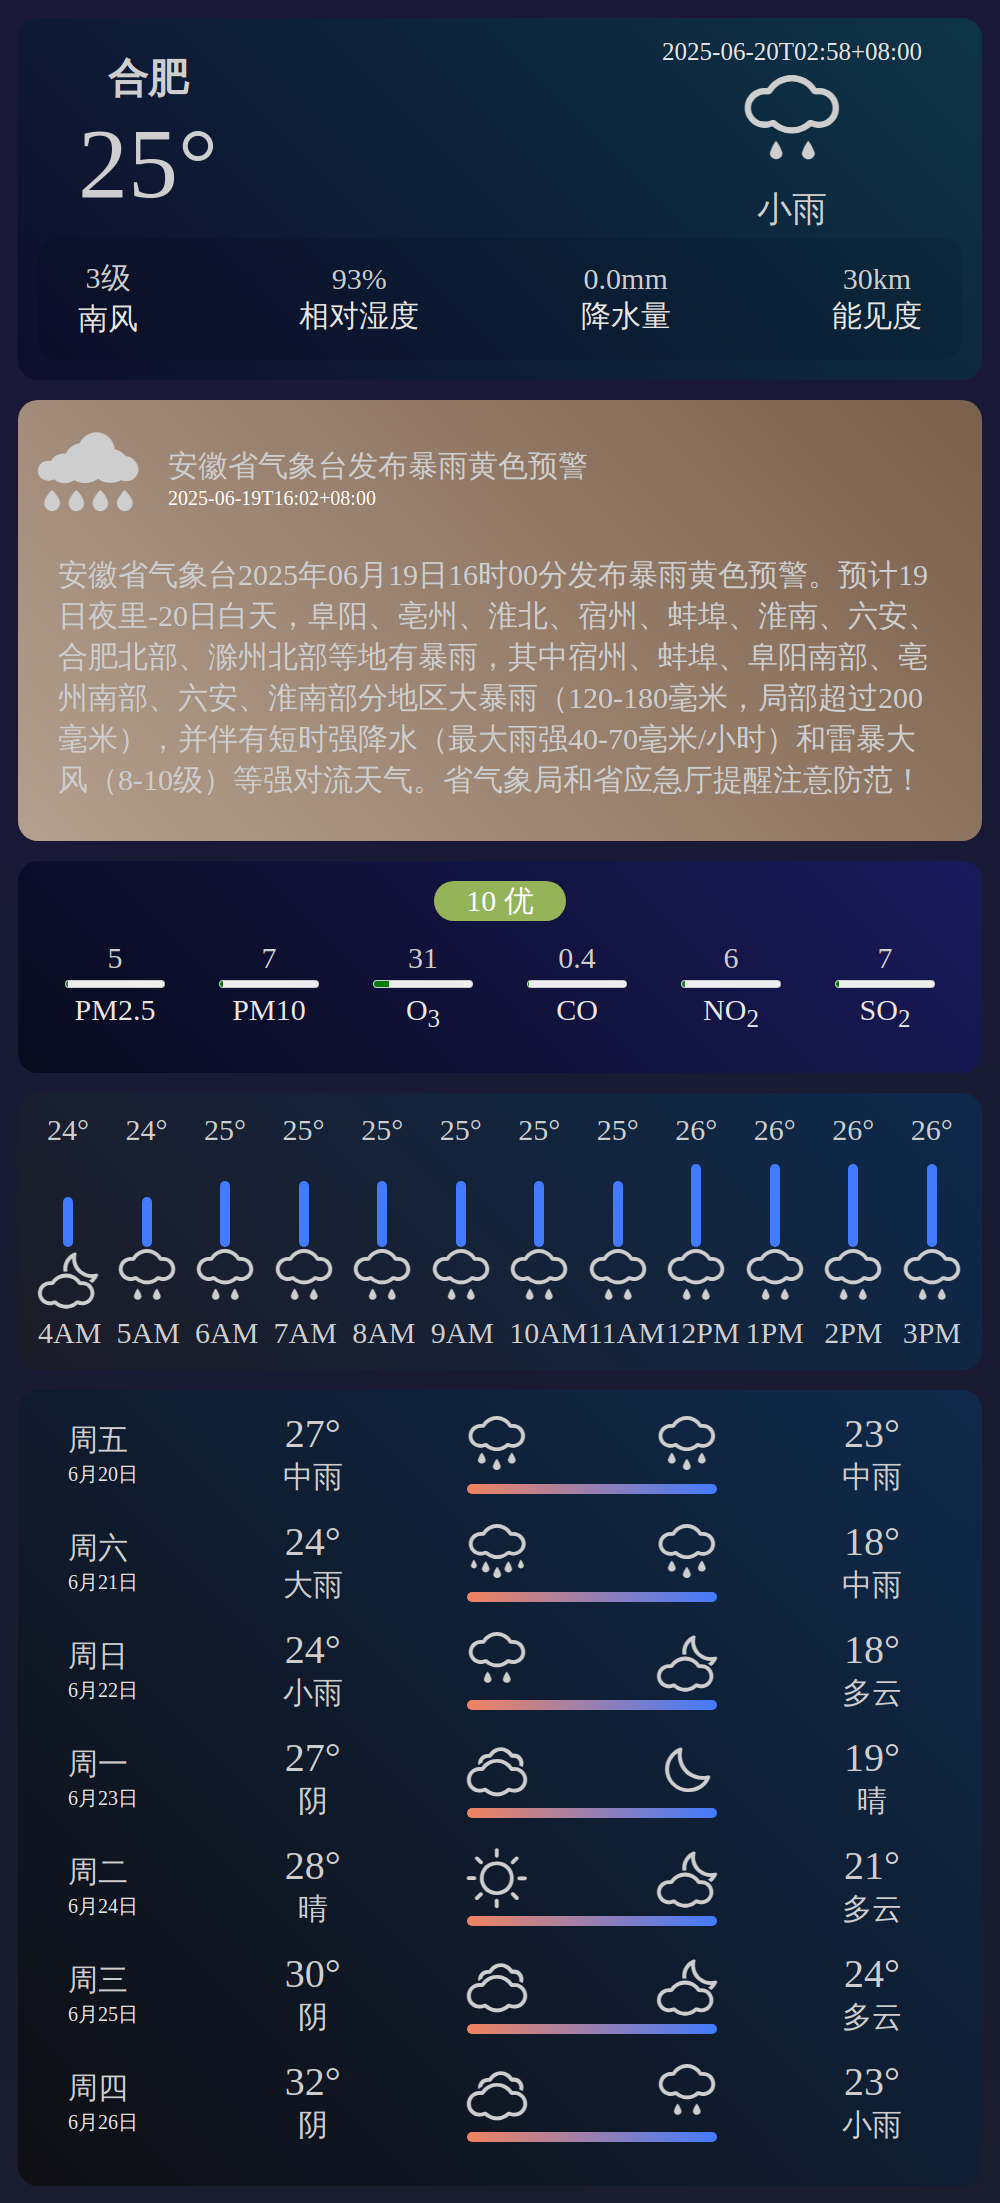 合肥
25°
2025-06-20T02:58+08:00
小雨
3级 93% 0.0mm 30km
南风 相对湿度 降水量 能见度
安徽省气象台发布暴雨黄色预警
2025-06-19T16:02+08:00
安徽省气象台2025年06月19日16时00分发布暴雨黄色预警。预计19
日夜里-20日白天，阜阳、亳州、淮北、宿州、蚌埠、淮南、六安、
合肥北部、滁州北部等地有暴雨，其中宿州、蚌埠、阜阳南部、亳
州南部、六安、淮南部分地区大暴雨（120-180毫米，局部超过200
毫米），并伴有短时强降水（最大雨强40-70毫米/小时）和雷暴大
风（8-10级）等强对流天气。省气象局和省应急厅提醒注意防范！
10 优
5 7 31 0.4 6 7
PM2.5 PM10 O₃ CO NO₂ SO₂
24° 24° 25° 25° 25° 25° 25° 25° 26° 26° 26° 26°
4AM 5AM 6AM 7AM 8AM 9AM 10AM 11AM 12PM 1PM 2PM 3PM
周五 27° 23°
6月20日 中雨 中雨
周六 24° 18°
6月21日 大雨 中雨
周日 24° 18°
6月22日 小雨 多云
周一 27° 19°
6月23日 阴 晴
周二 28° 21°
6月24日 晴 多云
周三 30° 24°
6月25日 阴 多云
周四 32° 23°
6月26日 阴 小雨